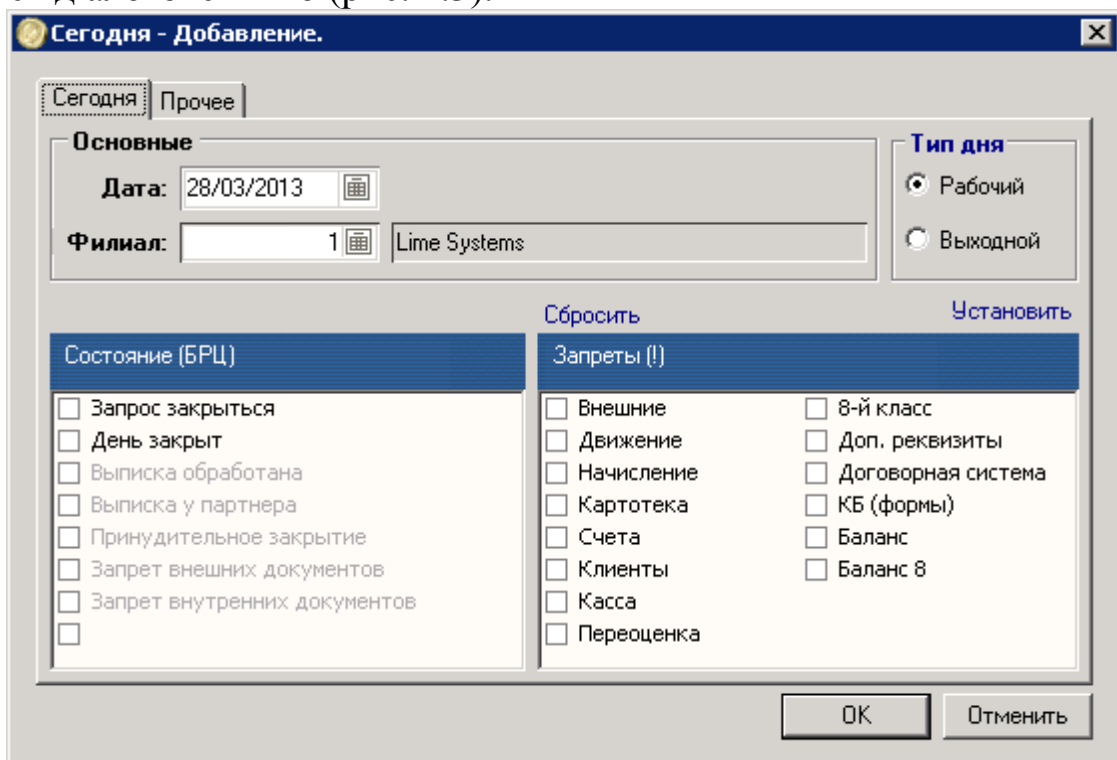 Сегодня - Добавление.
Сегодня Прочее
Основные
Дата: 28/03/2013
Филиал: 1 Lime Systems
Тип дня
Рабочий
Выходной
Сбросить Установить
Состояние (БРЦ)
Запрос закрыться
День закрыт
Выписка обработана
Выписка у партнера
Принудительное закрытие
Запрет внешних документов
Запрет внутренних документов
Запреты (!)
Внешние
Движение
Начисление
Картотека
Счета
Клиенты
Касса
Переоценка
8-й класс
Доп. реквизиты
Договорная система
КБ (формы)
Баланс
Баланс 8
OK Отменить